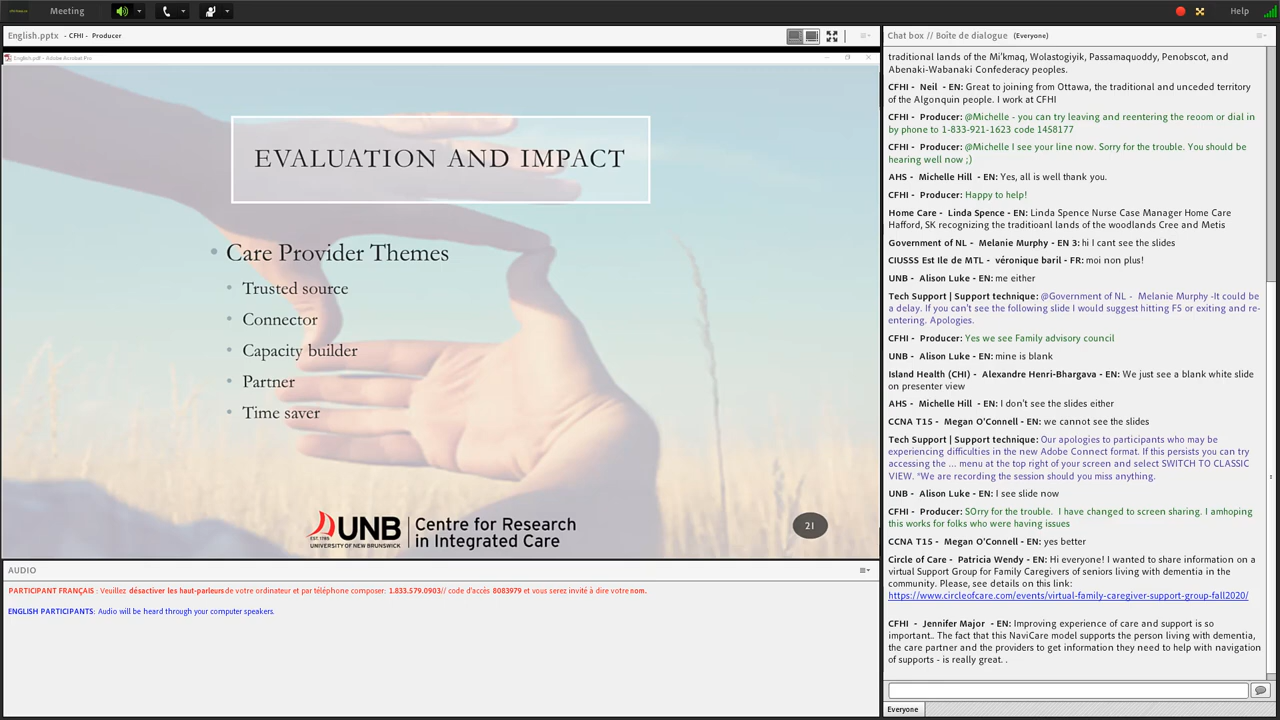 Meeting
Help
English.pptx - CFHI - Producer
English.pdf - Adobe Acrobat Pro
EVALUATION AND IMPACT
Care Provider Themes
Trusted source
Connector
Capacity builder
Partner
Time saver
EST. 1785
UNB
UNIVERSITY OF NEW BRUNSWICK
Centre for Research
in Integrated Care
21
AUDIO
PARTICIPANT FRANÇAIS : Veuillez désactiver les haut-parleurs de votre ordinateur et par téléphone composer: 1.833.579.0903// code d'accès 8083979 et vous serez invité à dire votre nom.
ENGLISH PARTICIPANTS: Audio will be heard through your computer speakers.
Chat box // Boîte de dialogue (Everyone)
traditional lands of the Mi'kmaq, Wolastogiyik, Passamaquoddy, Penobscot, and
Abenaki-Wabanaki Confederacy peoples.
CFHI - Neil - EN: Great to joining from Ottawa, the traditional and unceded territory
of the Algonquin people. I work at CFHI
CFHI - Producer: @Michelle - you can try leaving and reentering the reoom or dial in
by phone to 1-833-921-1623 code 1458177
CFHI - Producer: @Michelle I see your line now. Sorry for the trouble. You should be
hearing well now ;)
AHS - Michelle Hill - EN: Yes, all is well thank you.
CFHI - Producer: Happy to help!
Home Care - Linda Spence - EN: Linda Spence Nurse Case Manager Home Care
Hafford, SK recognizing the traditioanl lands of the woodlands Cree and Metis
Government of NL - Melanie Murphy - EN 3: hi I cant see the slides
CIUSSS Est Ile de MTL - véronique baril - FR: moi non plus!
UNB - Alison Luke - EN: me either
Tech Support | Support technique: @Government of NL - Melanie Murphy -It could be
a delay. If you can't see the following slide I would suggest hitting F5 or exiting and re-
entering. Apologies.
CFHI - Producer: Yes we see Family advisory council
UNB - Alison Luke - EN: mine is blank
Island Health (CHI) - Alexandre Henri-Bhargava - EN: We just see a blank white slide
on presenter view
AHS - Michelle Hill - EN: I don't see the slides either
CCNA T15 - Megan O'Connell - EN: we cannot see the slides
Tech Support | Support technique: Our apologies to participants who may be
experiencing difficulties in the new Adobe Connect format. If this persists you can try
accessing the ... menu at the top right of your screen and select SWITCH TO CLASSIC
VIEW. *We are recording the session should you miss anything.
UNB - Alison Luke - EN: I see slide now
CFHI - Producer: SOrry for the trouble. I have changed to screen sharing. I amhoping
this works for folks who were having issues
CCNA T15 - Megan O'Connell - EN: yes better
Circle of Care - Patricia Wendy - EN: Hi everyone! I wanted to share information on a
virtual Support Group for Family Caregivers of seniors living with dementia in the
community. Please, see details on this link:
https://www.circleofcare.com/events/virtual-family-caregiver-support-group-fall2020/
CFHI - Jennifer Major - EN: Improving experience of care and support is so
important.. The fact that this NaviCare model supports the person living with dementia,
the care partner and the providers to get information they need to help with navigation
of supports - is really great. .
Everyone